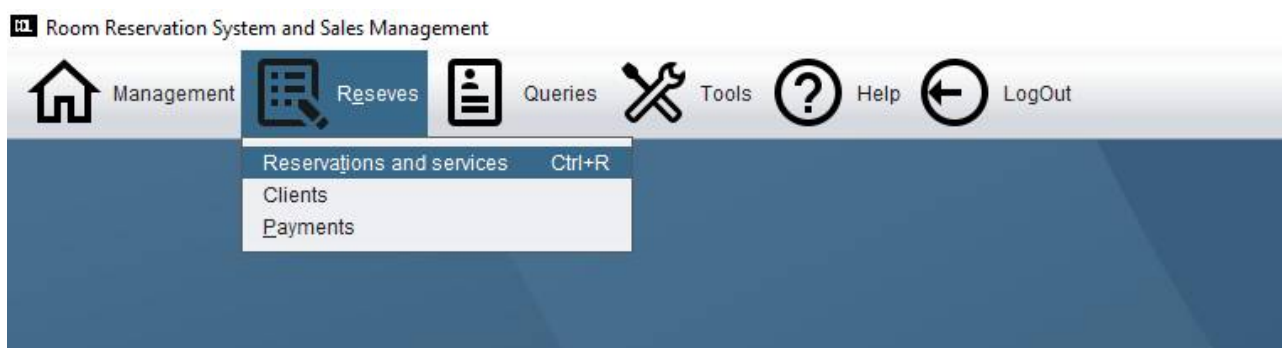 Room Reservation System and Sales Management
Management Reseves Queries Tools Help LogOut
Reservations and services Ctrl+R
Clients
Payments